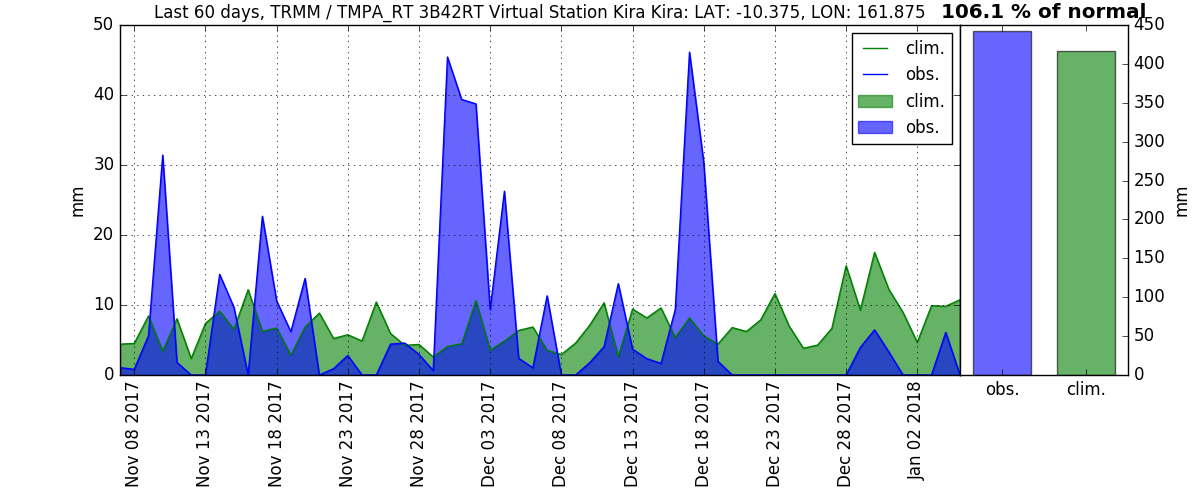 Last 60 days, TRMM / TMPA_RT 3B42RT Virtual Station Kira Kira: LAT: -10.375, LON: 161.875
106.1 % of normal
50
40
30
20
10
0
mm
clim.
obs.
clim.
obs.
450
400
350
300
250
200
150
100
50
0
mm
obs.
clim.
Nov 08 2017
Nov 13 2017
Nov 18 2017
Nov 23 2017
Nov 28 2017
Dec 03 2017
Dec 08 2017
Dec 13 2017
Dec 18 2017
Dec 23 2017
Dec 28 2017
Jan 02 2018